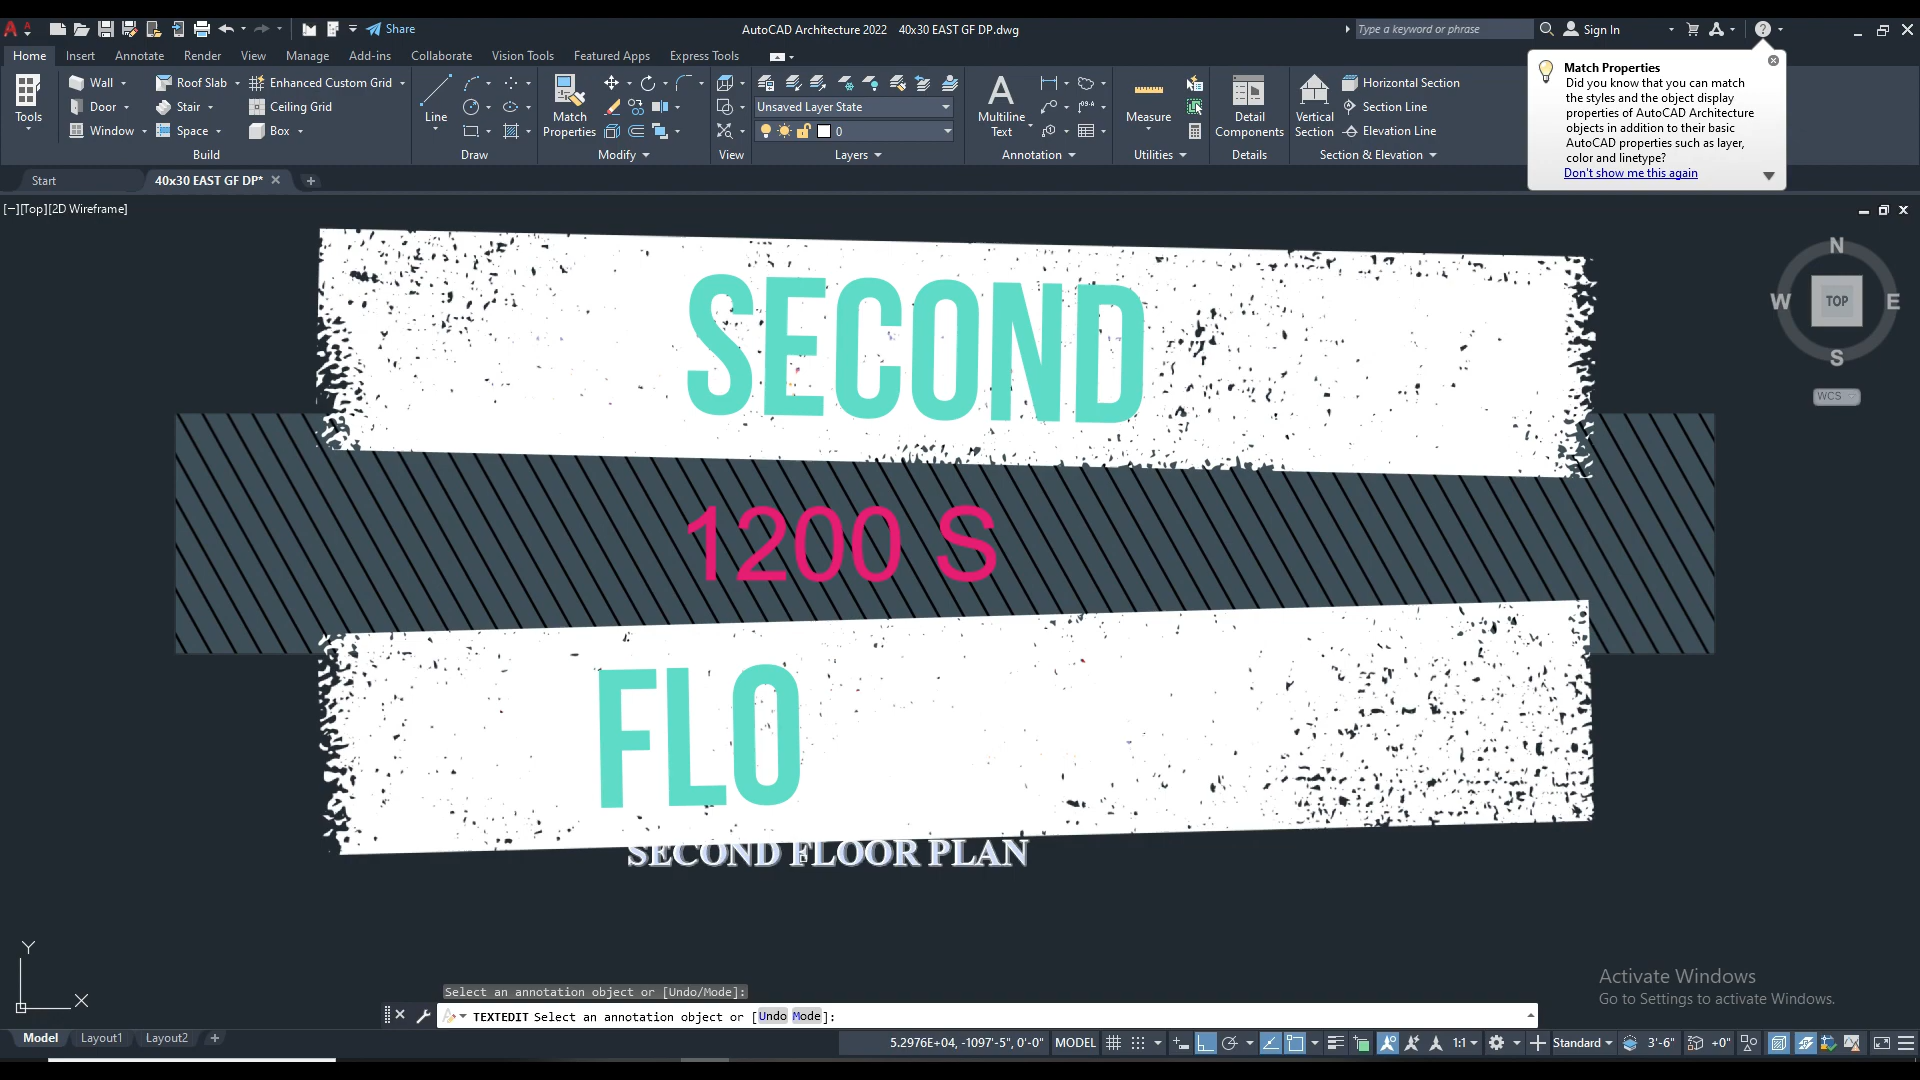 AutoCAD Architecture 2022 40x30 EAST GF DP.dwg
Share
Type a keyword or phrase
Sign In
Home Insert Annotate Render View Manage Add-ins Collaborate Vision Tools Featured Apps Express Tools
Tools
Wall
Door
Window
Roof Slab
Stair
Space
Enhanced Custom Grid
Ceiling Grid
Box
Build
Line
Draw
Match
Properties
Modify
View
Unsaved Layer State
0
Layers
Multiline
Text
Annotation
Measure
Utilities
Detail
Components
Details
Vertical
Section
Horizontal Section
Section Line
Elevation Line
Section & Elevation
Match Properties
Did you know that you can match
the styles and the object display
properties of AutoCAD Architecture
objects in addition to their basic
AutoCAD properties such as layer,
color and linetype?
Don't show me this again
Start
40x30 EAST GF DP*
[−][Top][2D Wireframe]
N
W
TOP
E
S
WCS
SECOND
1200 S
FLO
SECOND FLOOR PLAN
Y
X
Activate Windows
Go to Settings to activate Windows.
Select an annotation object or [Undo/Mode]:
TEXTEDIT Select an annotation object or [Undo Mode]:
Model
Layout1
Layout2
5.2976E+04, -1097'-5", 0'-0"
MODEL
1:1
Standard
3'-6"
+0"